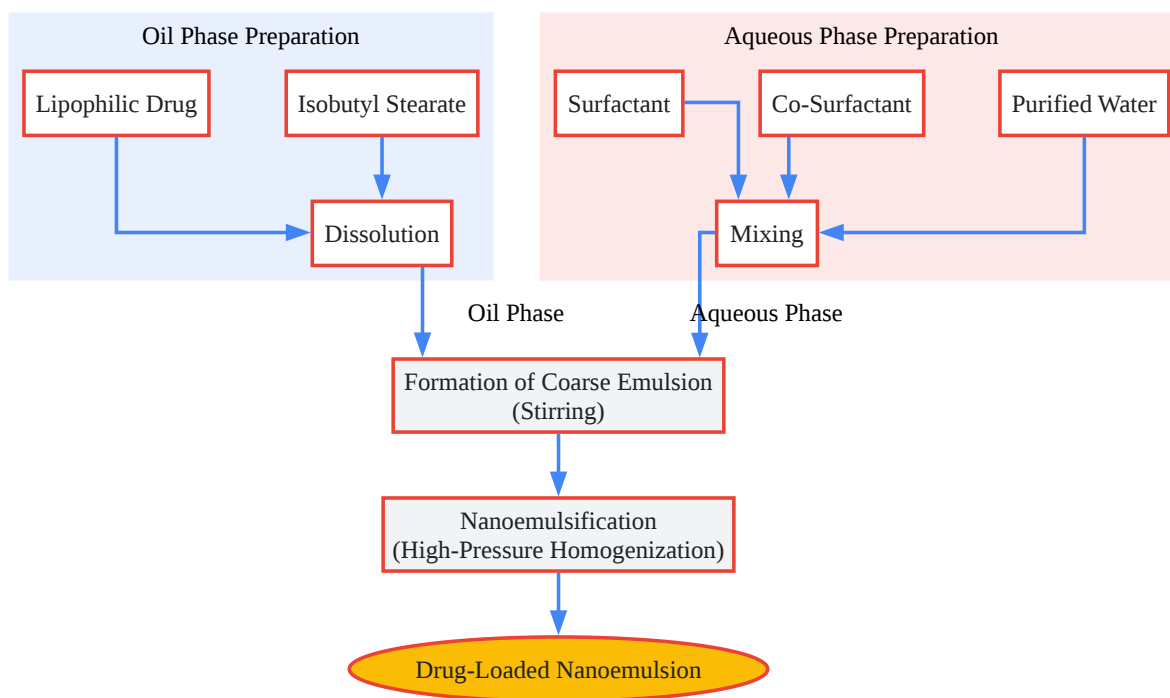 Oil Phase Preparation
Aqueous Phase Preparation
Lipophilic Drug
Isobutyl Stearate
Surfactant
Co-Surfactant
Purified Water
Dissolution
Mixing
Oil Phase
Aqueous Phase
Formation of Coarse Emulsion
(Stirring)
Nanoemulsification
(High-Pressure Homogenization)
Drug-Loaded Nanoemulsion